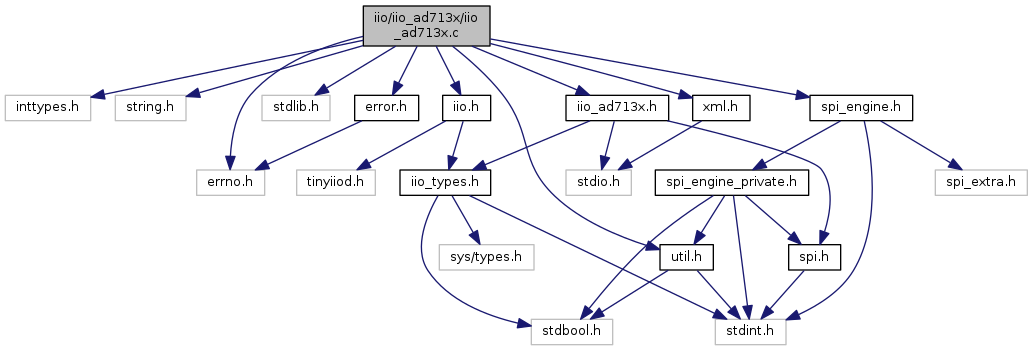 iio/iio_ad713x/iio
_ad713x.c
inttypes.h
string.h
stdlib.h
error.h
iio.h
iio_ad713x.h
xml.h
spi_engine.h
errno.h
tinyiiod.h
iio_types.h
stdio.h
spi_engine_private.h
spi_extra.h
sys/types.h
util.h
spi.h
stdbool.h
stdint.h